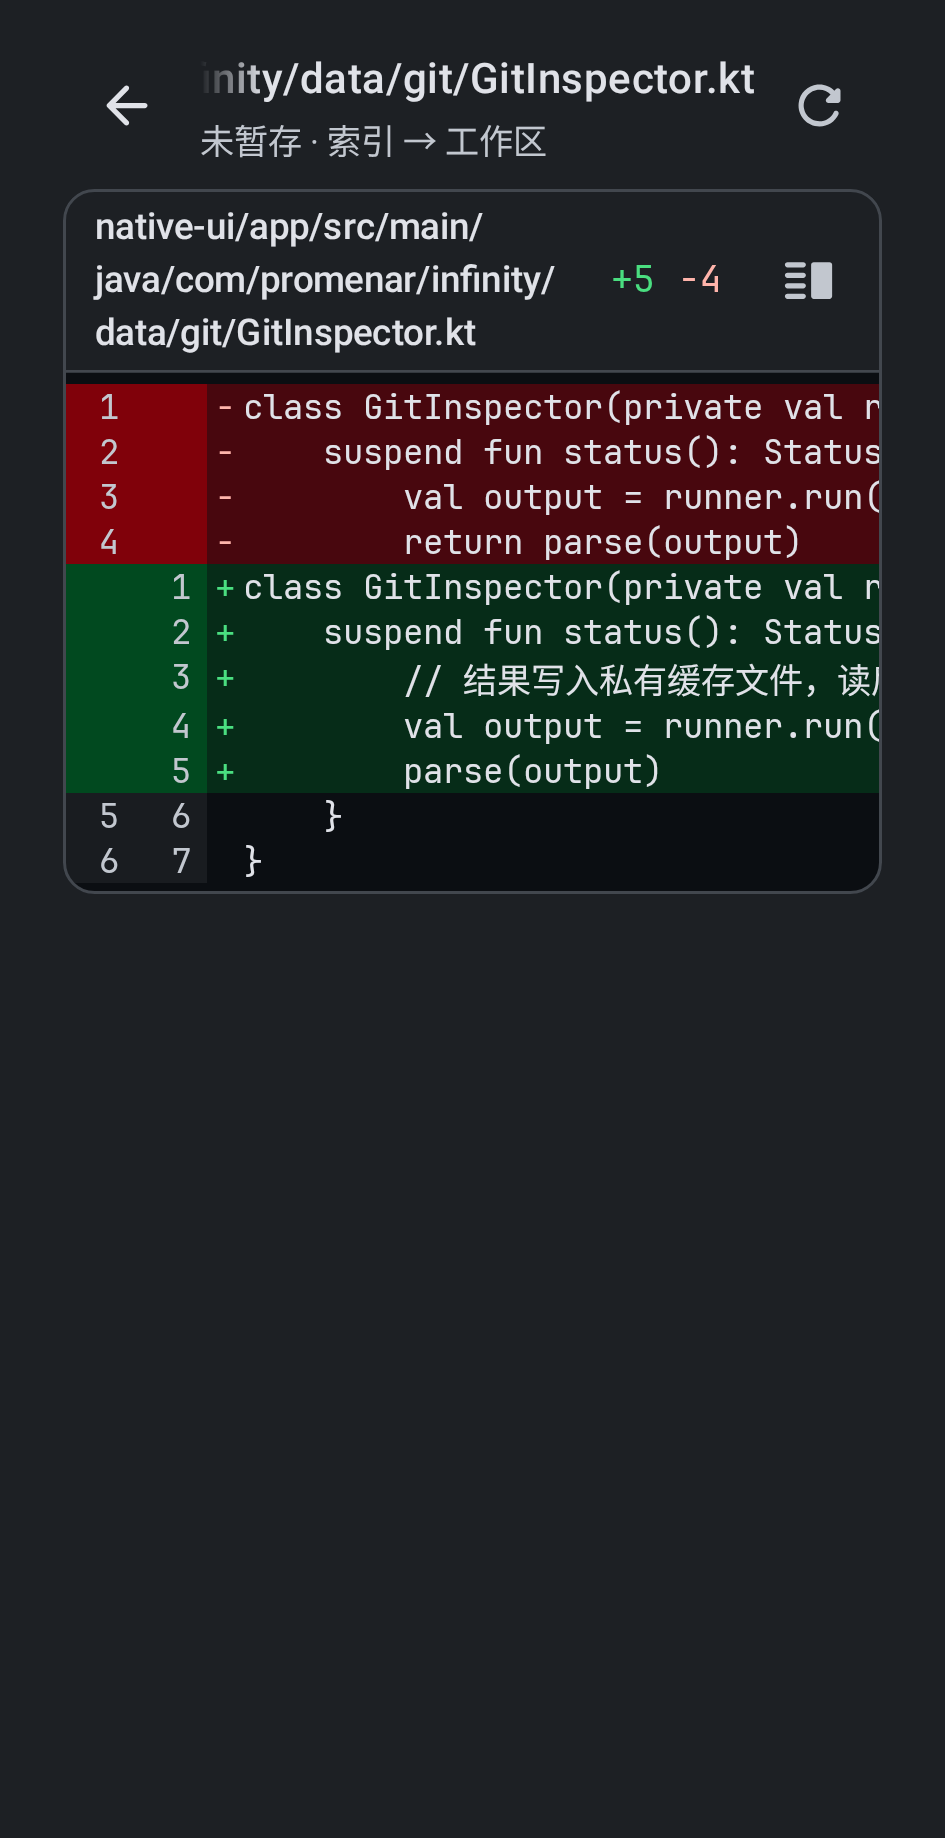 inity/data/git/GitInspector.kt
未暂存 · 索引 → 工作区
native-ui/app/src/main/
java/com/promenar/infinity/
data/git/GitInspector.kt
+5 -4
1 - class GitInspector(private val r
2 -     suspend fun status(): Status
3 -         val output = runner.run(
4 -         return parse(output)
1 + class GitInspector(private val r
2 +     suspend fun status(): Status
3 +         // 结果写入私有缓存文件，读
4 +         val output = runner.run(
5 +         parse(output)
5 6     }
6 7 }